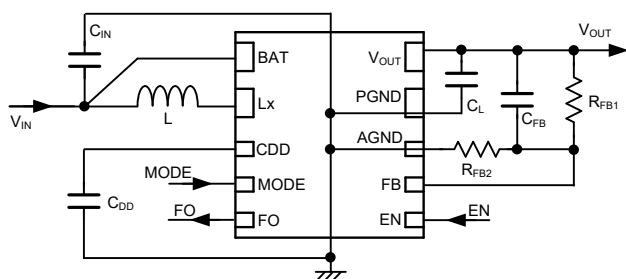 CIN
BAT
VOUT
VOUT
VIN
L
Lx
PGND
CL
CFB
RFB1
CDD
AGND
RFB2
MODE
MODE
FB
CDD
FO
FO
EN
EN